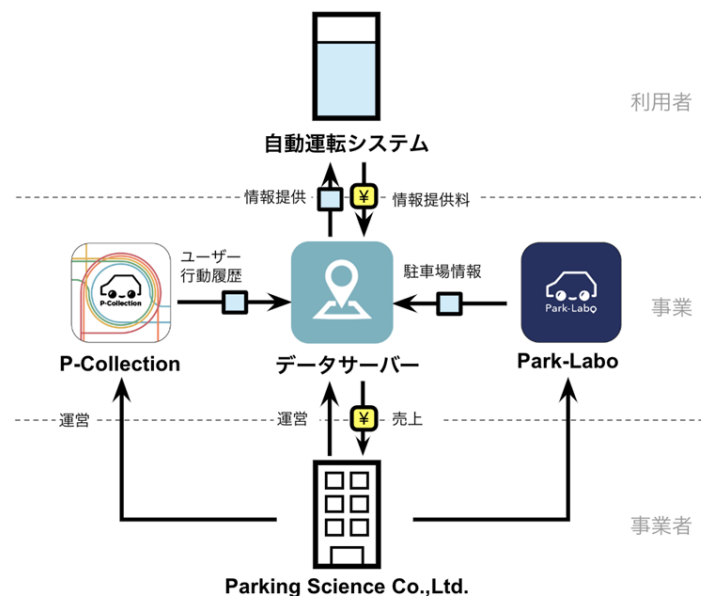 利用者
自動運転システム
情報提供
¥
情報提供料
ユーザー
行動履歴
駐車場情報
事業
P-Collection
Park-Labo
P-Collection
データサーバー
Park-Labo
運営
運営
¥
売上
事業者
Parking Science Co.,Ltd.